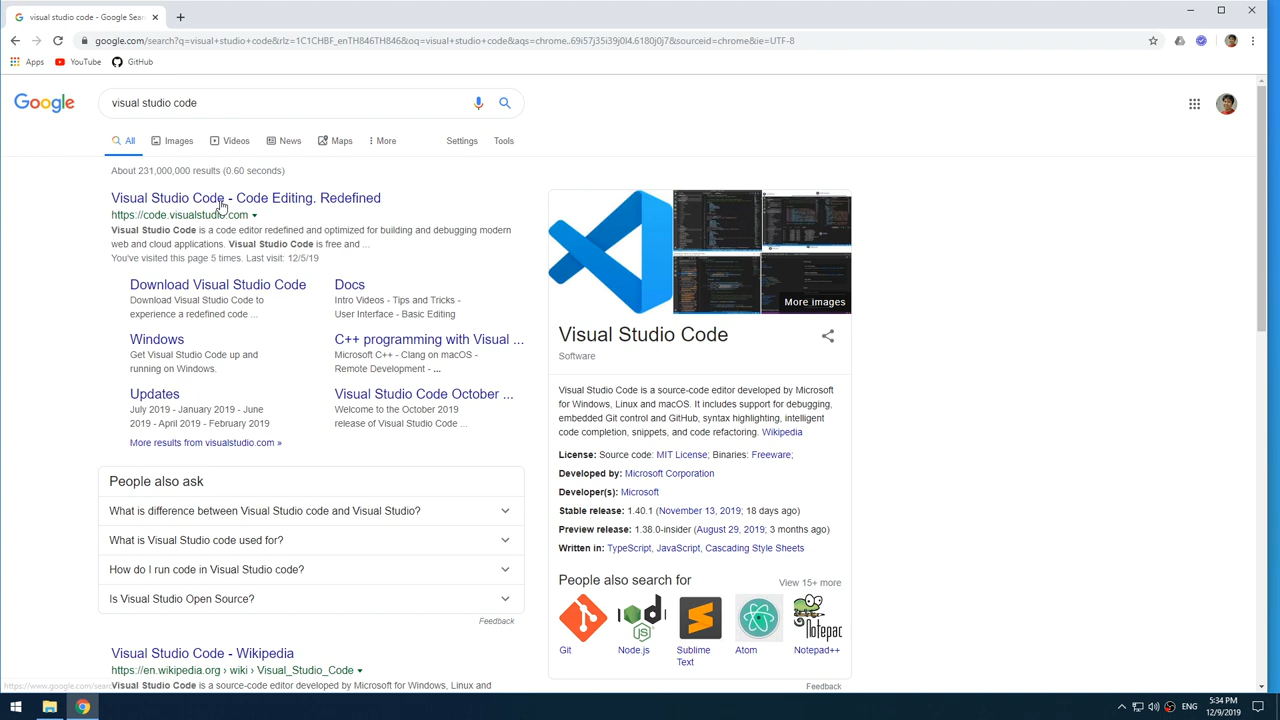 visual studio code - Google Sear
google.com/search?q=visual+studio+code&rlz=1C1CHBF_enTH846TH846&oq=visual+studio+code&aqs=chrome..69i57j35i39j0l4.6180j0j7&sourceid=chrome&ie=UTF-8
Apps YouTube GitHub
Google
visual studio code
All Images Videos News Maps More Settings Tools
About 231,000,000 results (0.60 seconds)
Visual Studio Code - Code Editing. Redefined
https://code.visualstudio.com
Visual Studio Code is a code editor redefined and optimized for building and debugging modern
web and cloud applications. Visual Studio Code is free and ...
You've visited this page 5 times. Last visit: 12/5/19
Download Visual Studio Code
Download Visual Studio Code to
experience a redefined code ...
Docs
Intro Videos - Tips and Tricks -
User Interface - Basic Editing
Windows
Get Visual Studio Code up and
running on Windows.
C++ programming with Visual ...
Microsoft C++ - Clang on macOS -
Remote Development - ...
Updates
July 2019 - January 2019 - June
2019 - April 2019 - February 2019
Visual Studio Code October ...
Welcome to the October 2019
release of Visual Studio Code ...
More results from visualstudio.com »
People also ask
What is difference between Visual Studio code and Visual Studio?
What is Visual Studio code used for?
How do I run code in Visual Studio code?
Is Visual Studio Open Source?
Feedback
Visual Studio Code - Wikipedia
https://en.wikipedia.org › wiki › Visual_Studio_Code
Visual Studio Code is a source-code editor developed by Microsoft for Windows, Linux and
https://www.google.com/searc
More images
Visual Studio Code
Software
Visual Studio Code is a source-code editor developed by Microsoft
for Windows, Linux and macOS. It includes support for debugging,
embedded Git control and GitHub, syntax highlighting, intelligent
code completion, snippets, and code refactoring. Wikipedia
License: Source code: MIT License; Binaries: Freeware;
Developed by: Microsoft Corporation
Developer(s): Microsoft
Stable release: 1.40.1 (November 13, 2019; 18 days ago)
Preview release: 1.38.0-insider (August 29, 2019; 3 months ago)
Written in: TypeScript, JavaScript, Cascading Style Sheets
People also search for
View 15+ more
Git
Node.js
Sublime
Text
Atom
Notepad++
Feedback
ENG
5:34 PM
12/9/2019